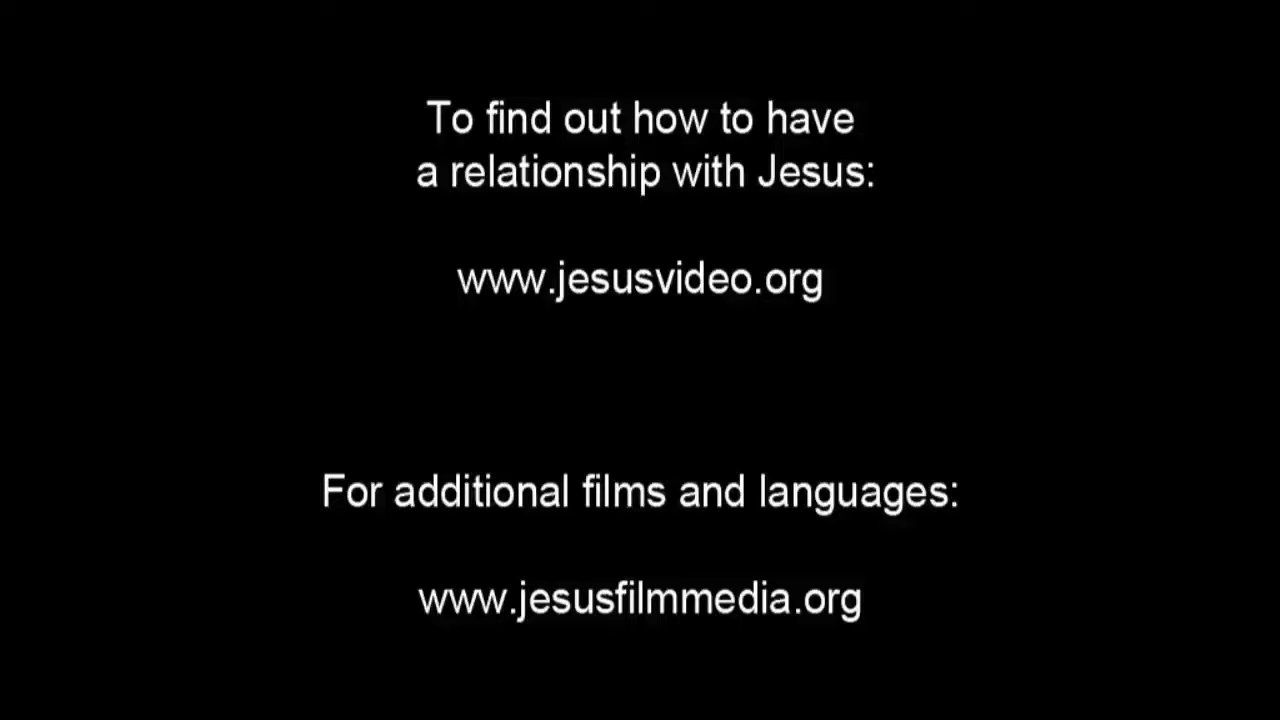 To find out how to have
a relationship with Jesus:
www.jesusvideo.org
For additional films and languages:
www.jesusfilmmedia.org